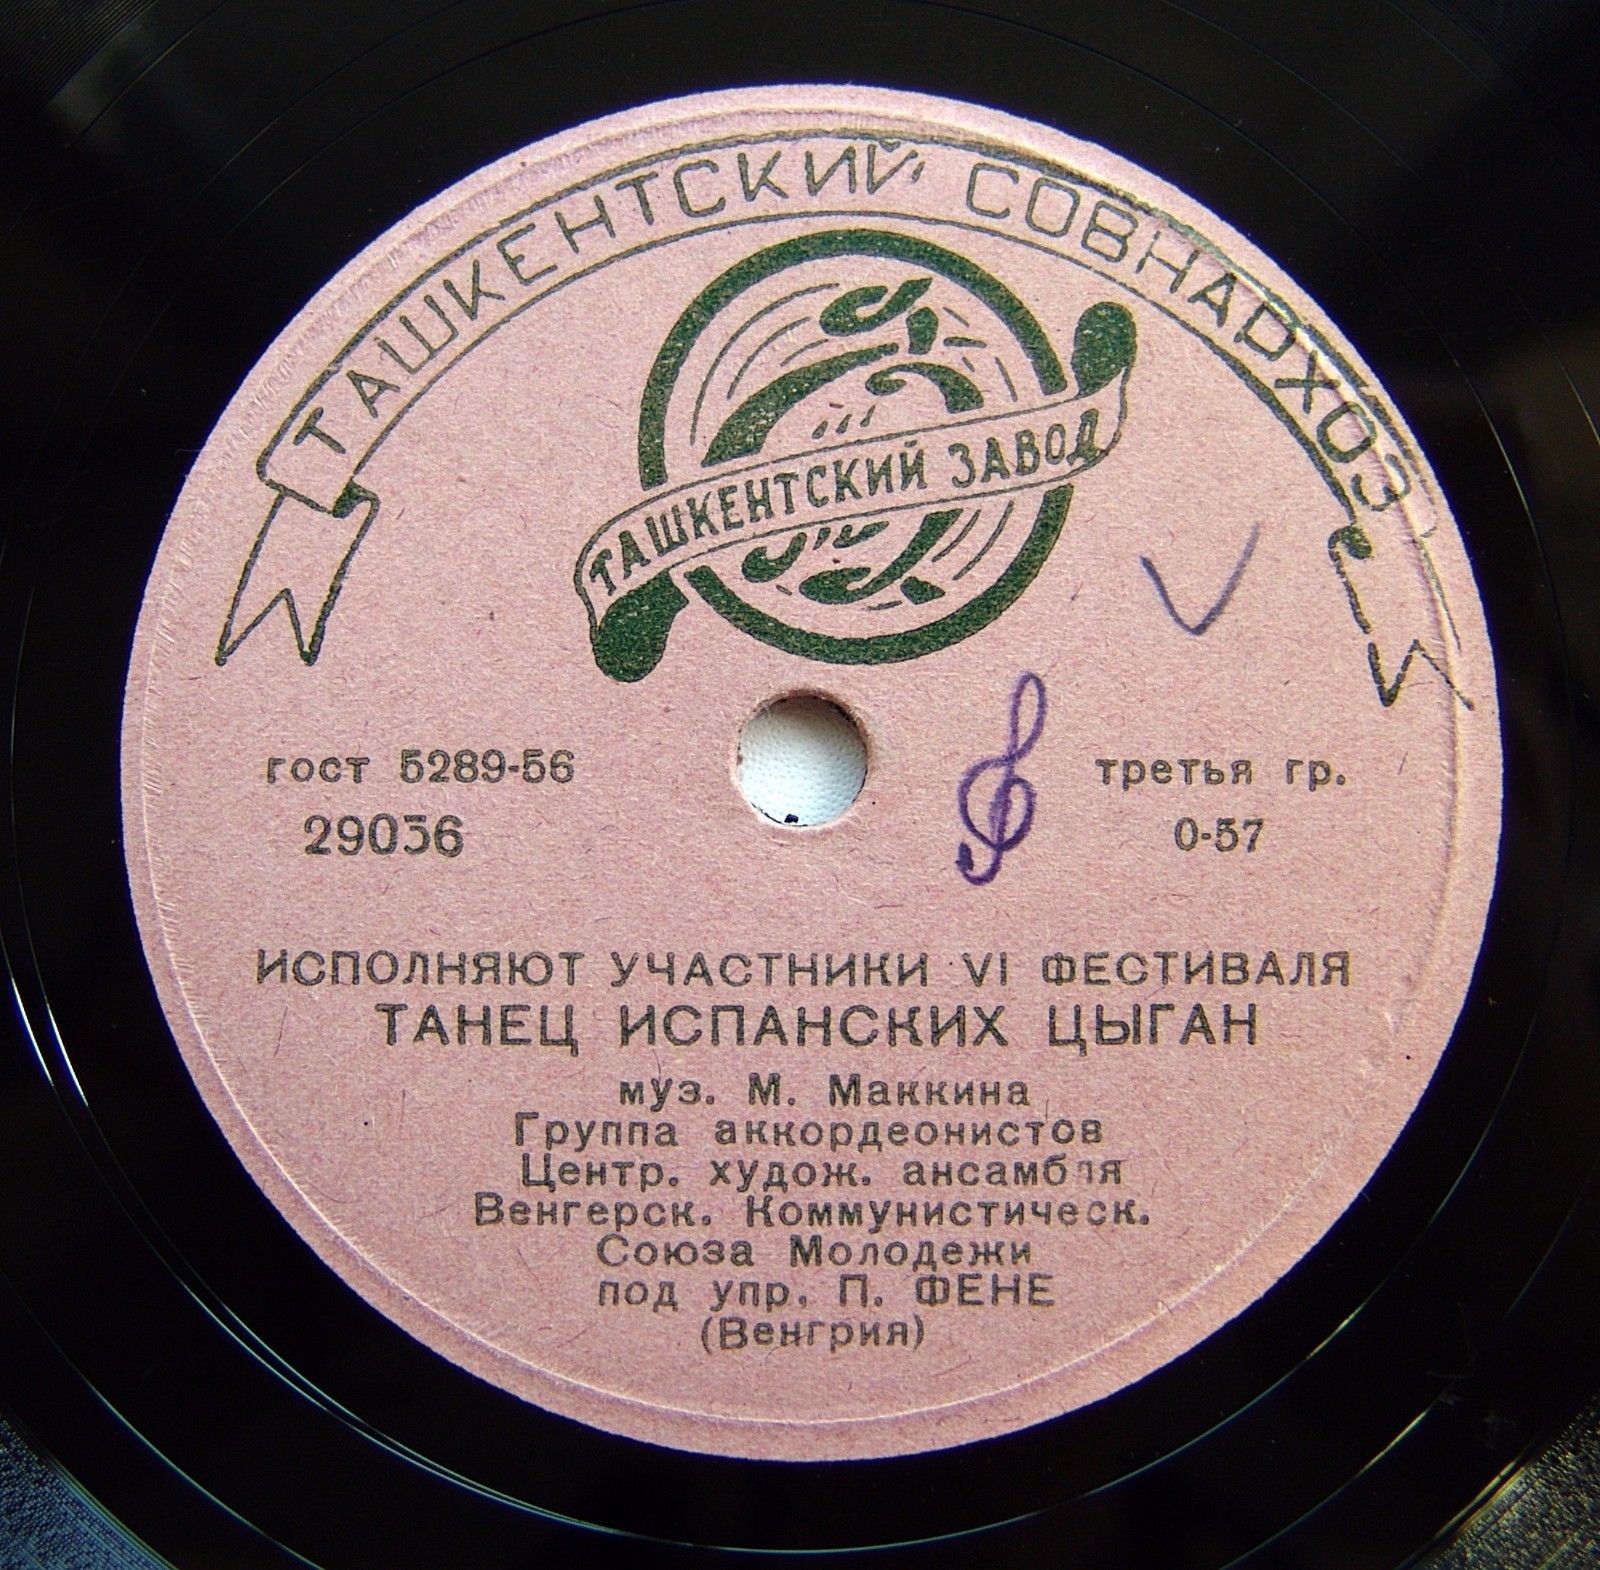 ТАШКЕНТСКИЙ СОВНАРХОЗ
ТАШКЕНТСКИЙ ЗАВОД
гост 5289-56
третья гр.
29036
0-57
ИСПОЛНЯЮТ УЧАСТНИКИ VI ФЕСТИВАЛЯ
ТАНЕЦ ИСПАНСКИХ ЦЫГАН
муз. М. Маккина
Группа аккордеонистов
Центр. худож. ансамбля
Венгерск. Коммунистическ.
Союза Молодежи
под упр. П. ФЕНЕ
(Венгрия)